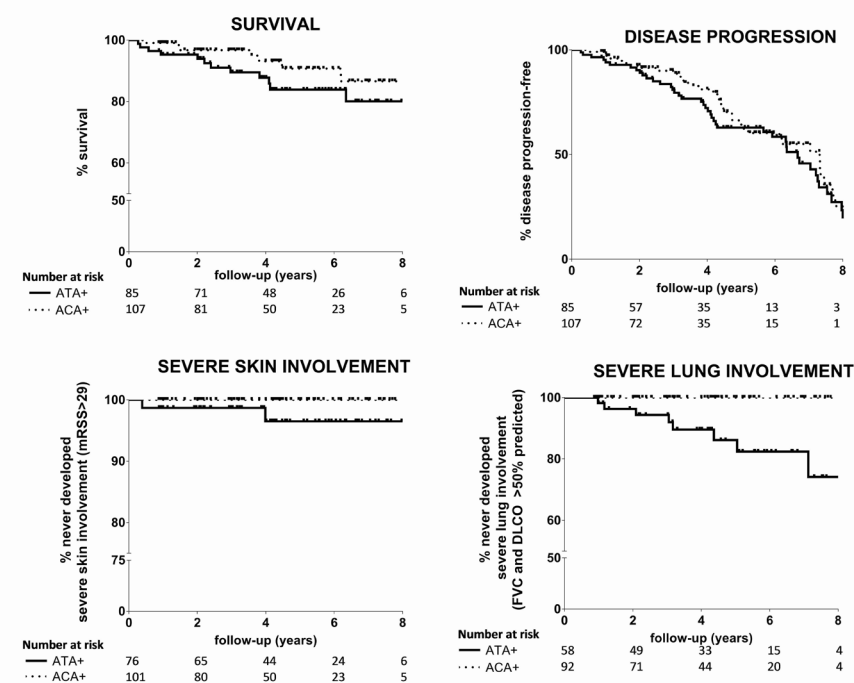 SURVIVAL
100
80
60
50
0
% survival
0 2 4 6 8
follow-up (years)
Number at risk
ATA+ 85 71 48 26 6
ACA+ 107 81 50 23 5
DISEASE PROGRESSION
100
50
0
% disease progression-free
0 2 4 6 8
follow-up (years)
Number at risk
ATA+ 85 57 35 13 3
ACA+ 107 72 35 15 1
SEVERE SKIN INVOLVEMENT
100
90
80
75
0
% never developed
severe skin involvement (mRSS>29)
0 2 4 6 8
follow-up (years)
Number at risk
ATA+ 76 65 44 24 6
ACA+ 101 80 50 23 5
SEVERE LUNG INVOLVEMENT
100
80
60
50
0
% never developed
severe lung involvement
(FVC and DLCO >50% predicted)
0 2 4 6 8
follow-up (years)
Number at risk
ATA+ 58 49 33 15 4
ACA+ 92 71 44 20 4